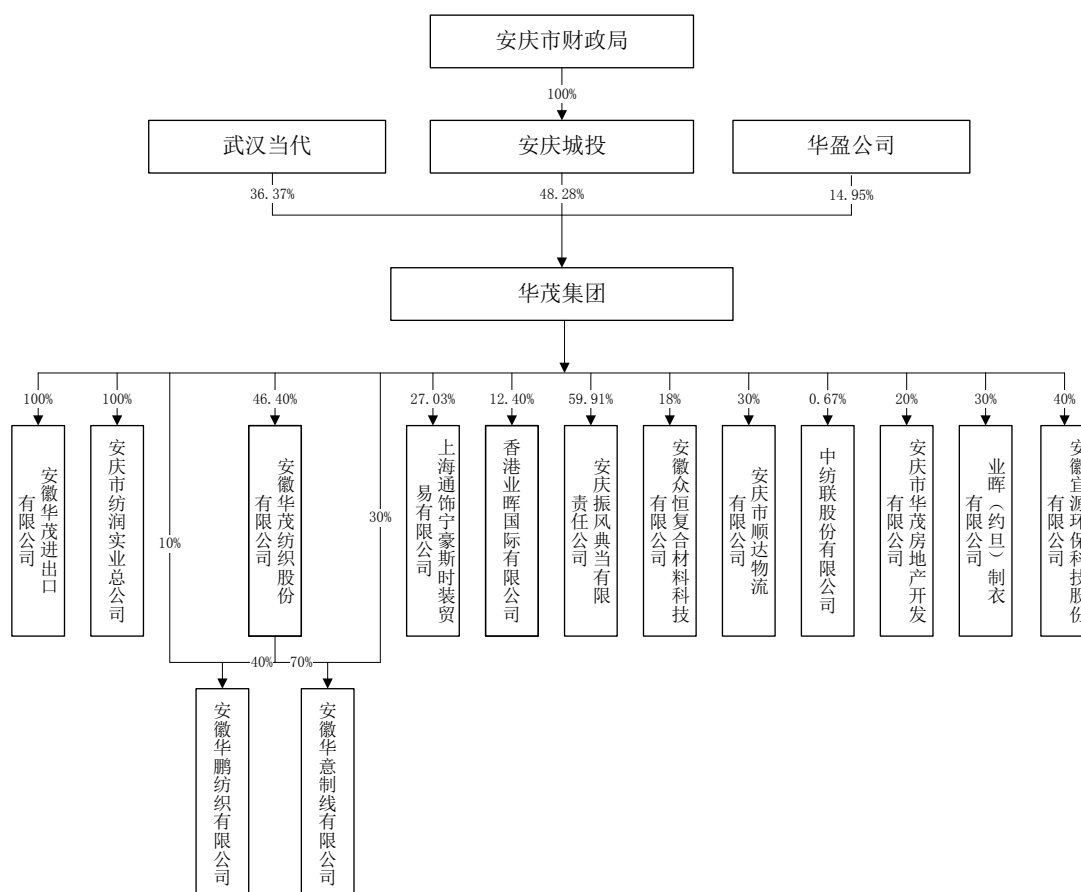 安庆市财政局
100%
武汉当代
安庆城投
华盈公司
36.37%
48.28%
14.95%
华茂集团
100%
100%
46.40%
27.03%
12.40%
59.91%
18%
30%
0.67%
20%
30%
40%
安徽华茂进出口
有限公司
安庆市纺润实业总公司
10%
安徽华茂纺织股份
有限公司
30%
上海通饰宁豪斯时装贸
易有限公司
香港业晖国际有限公司
安庆振风典当有限
责任公司
安徽众恒复合材料科技
有限公司
安庆市顺达物流
有限公司
中纺联股份有限公司
安庆市华茂房地产开发
有限公司
业晖（约旦）制衣
有限公司
安徽宜源环保科技股份
有限公司
40%
70%
安徽华鹏纺织有限公司
安徽华意制线有限公司